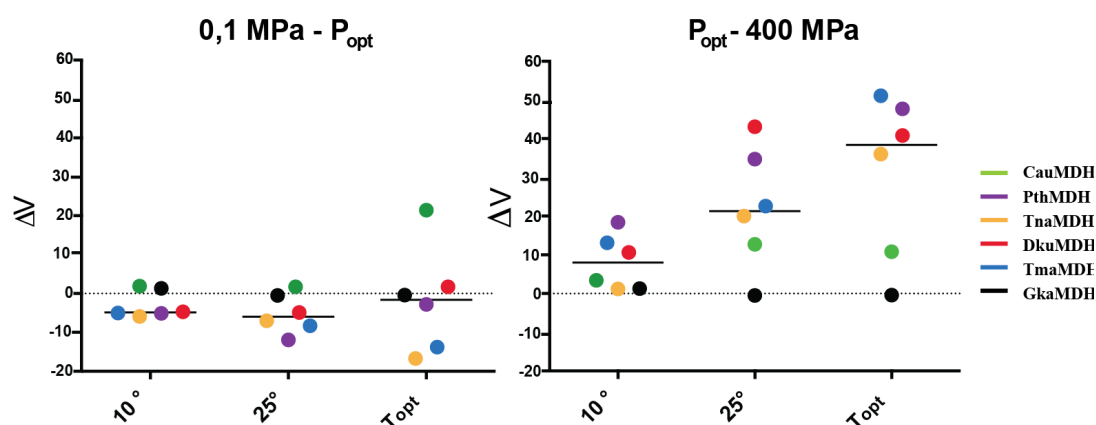 0,1 MPa - Popt
ΔV
60
50
40
30
20
10
0
-10
-20
10 °
25°
Topt
Popt - 400 MPa
ΔV
60
50
40
30
20
10
0
-10
-20
10 °
25°
Topt
CauMDH
PthMDH
TnaMDH
DkuMDH
TmaMDH
GkaMDH